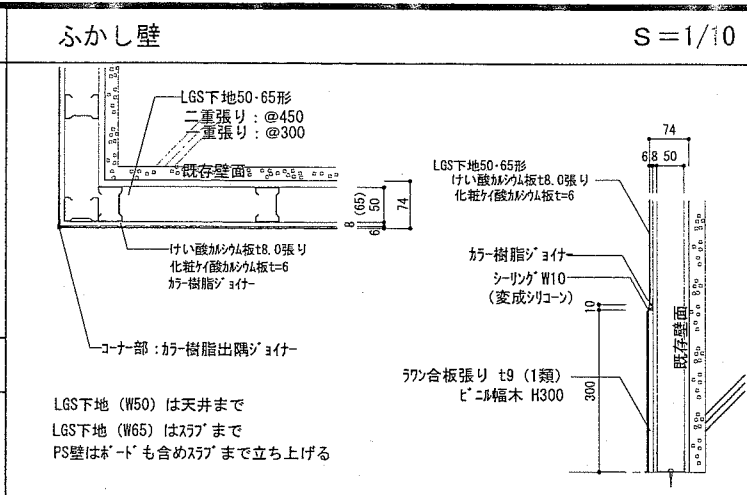 ふかし壁
S=1/10
LGS下地50・65形
二重張り:@450
一重張り:@300
既存壁面
8 (65)
6 50
74
けい酸カルシウム板t8.0張り
化粧ケイ酸カルシウム板t=6
カラー樹脂ジョイナー
コーナー部:カラー樹脂出隅ジョイナー
LGS下地(W50)は天井まで
LGS下地(W65)はスラブまで
PS壁はボードも含めスラブまで立ち上げる
74
6 8 50
LGS下地50・65形
けい酸カルシウム板t8.0張り
化粧ケイ酸カルシウム板t=6
カラー樹脂ジョイナー
シーリングW10
(変成シリコーン)
10
既存壁面
ラワン合板張り t9(1類)
ビニル幅木 H300
300